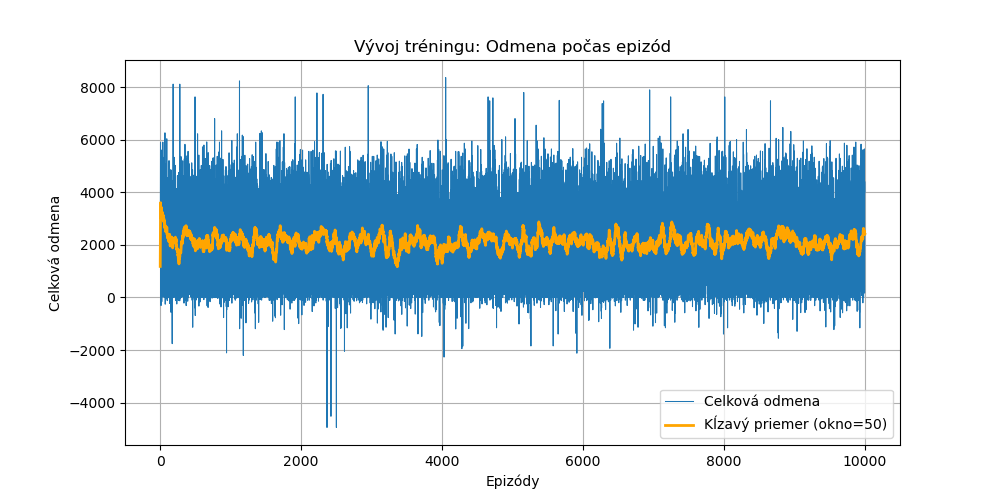 Vývoj tréningu: Odmena počas epizód
Celková odmena
8000
6000
4000
2000
0
−2000
−4000
0 2000 4000 6000 8000 10000
Epizódy
Celková odmena
Kĺzavý priemer (okno=50)